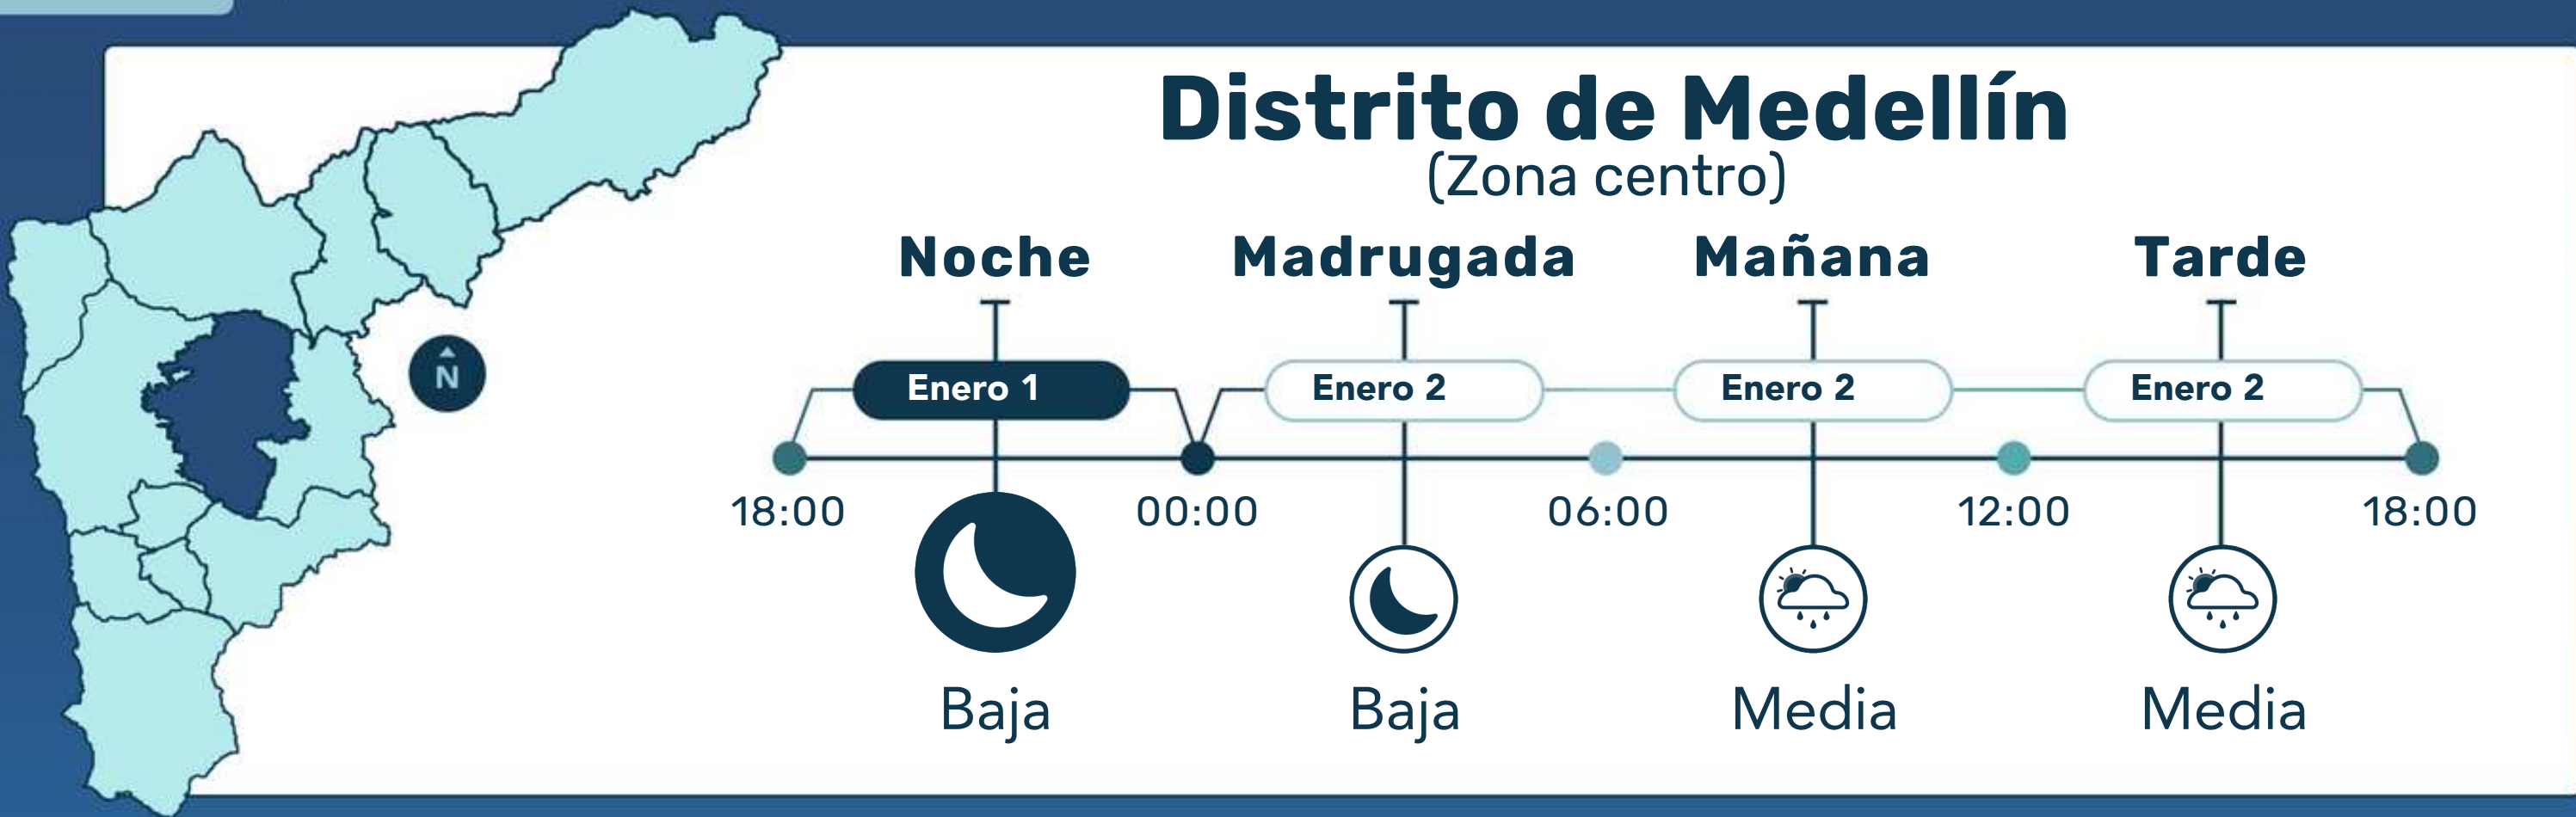 Distrito de Medellín
(Zona centro)
Noche Madrugada Mañana Tarde
N
Enero 1 Enero 2 Enero 2 Enero 2
18:00 00:00 06:00 12:00 18:00
Baja Baja Media Media